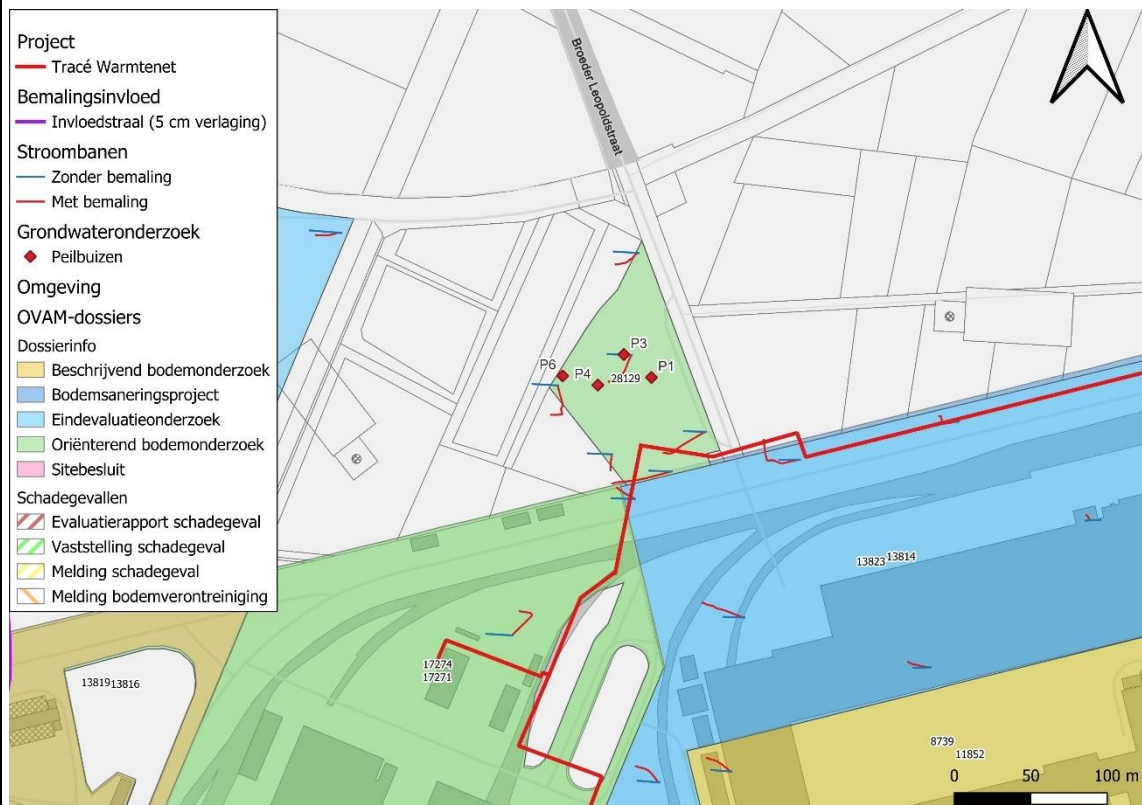 Project
Tracé Warmtenet
Bemalingsinvloed
Invloedstraal (5 cm verlaging)
Stroombanen
Zonder bemaling
Met bemaling
Grondwateronderzoek
Peilbuizen
Omgeving
OVAM-dossiers
Dossierinfo
Beschrijvend bodemonderzoek
Bodemsaneringsproject
Eindevaluatieonderzoek
Oriënterend bodemonderzoek
Sitebesluit
Schadegevallen
Evaluatierapport schadegeval
Vaststelling schadegeval
Melding schadegeval
Melding bodemverontreiniging
Broeder Leopoldstraat
P3
P6
P4
28129
P1
13823 13814
17274
17271
13819 13816
8739
11852
0 50 100 m